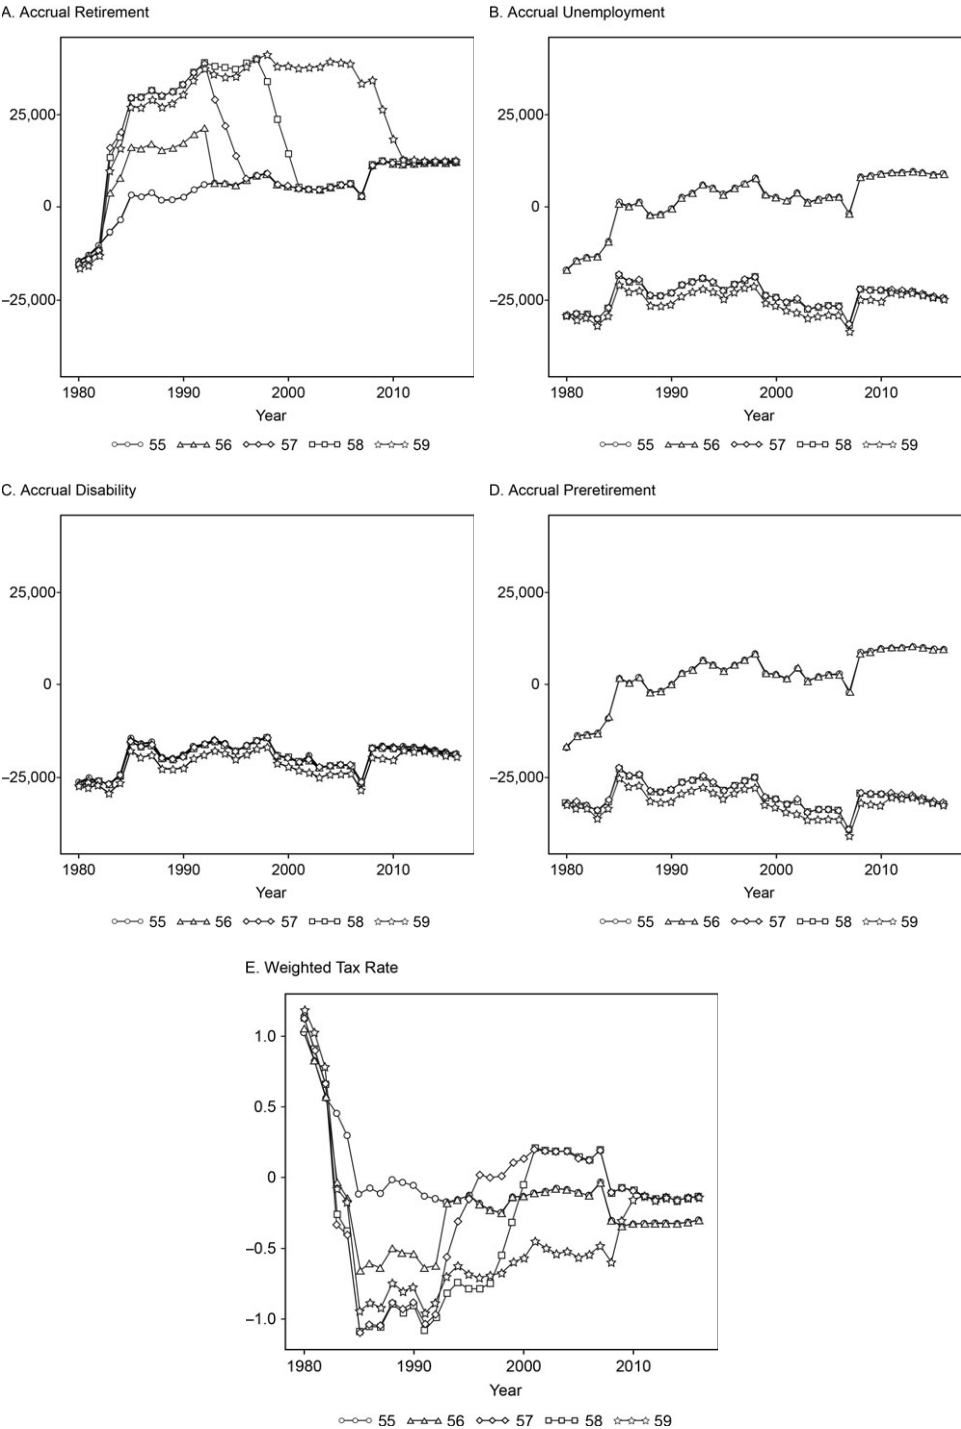 A. Accrual Retirement
B. Accrual Unemployment
25,000
0
−25,000
1980 1990 2000 2010
Year
55 56 57 58 59
25,000
0
−25,000
1980 1990 2000 2010
Year
55 56 57 58 59
C. Accrual Disability
D. Accrual Preretirement
25,000
0
−25,000
1980 1990 2000 2010
Year
55 56 57 58 59
25,000
0
−25,000
1980 1990 2000 2010
Year
55 56 57 58 59
E. Weighted Tax Rate
1.0
0.5
0
−0.5
−1.0
1980 1990 2000 2010
Year
55 56 57 58 59